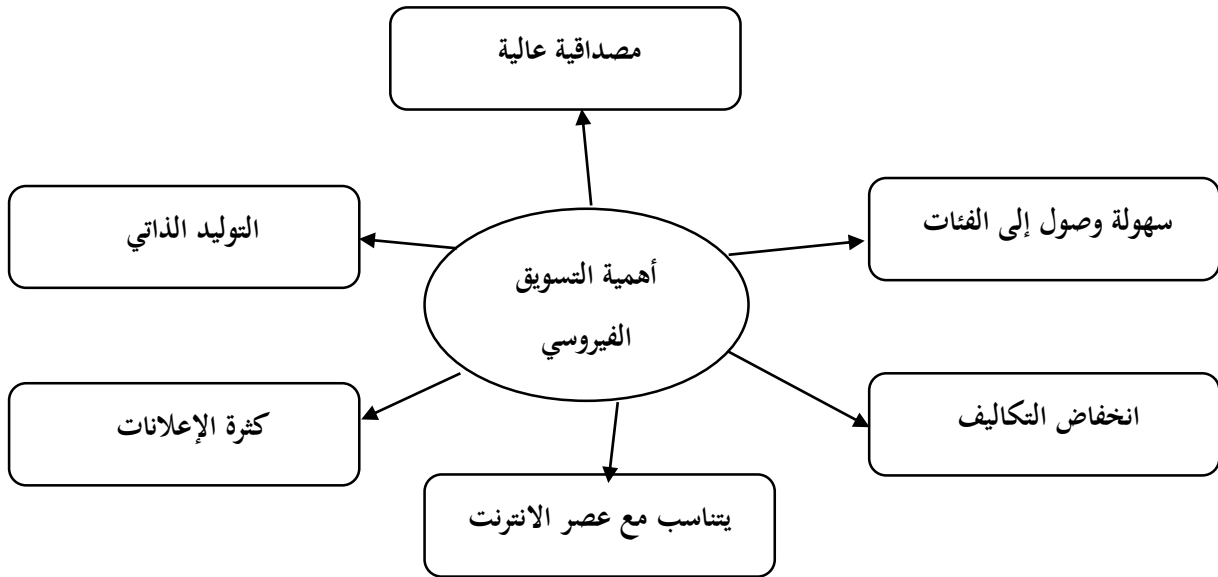 مصداقية عالية
سهولة وصول إلى الفئات
التوليد الذاتي
أهمية التسويق
الفيروسي
انخفاض التكاليف
كثرة الإعلانات
يتناسب مع عصر الانترنت